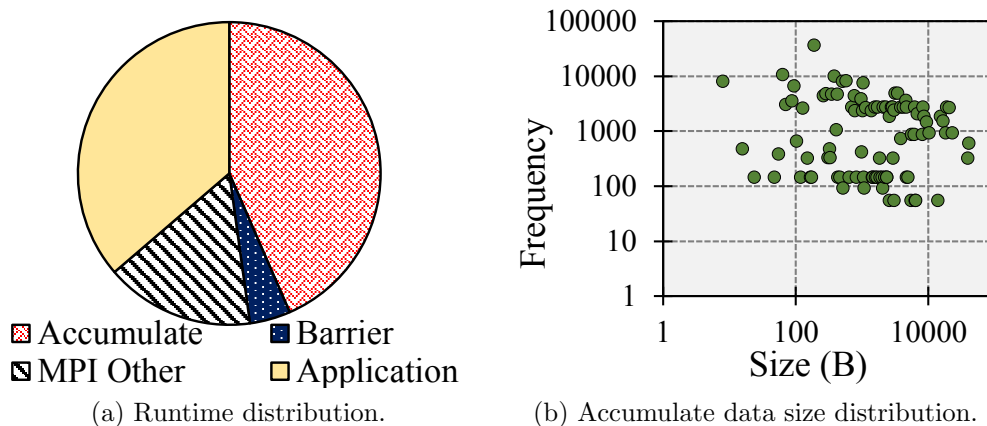 Accumulate
Barrier
MPI Other
Application
(a) Runtime distribution.
100000
10000
1000
100
10
1
Frequency
1
100
10000
Size (B)
(b) Accumulate data size distribution.